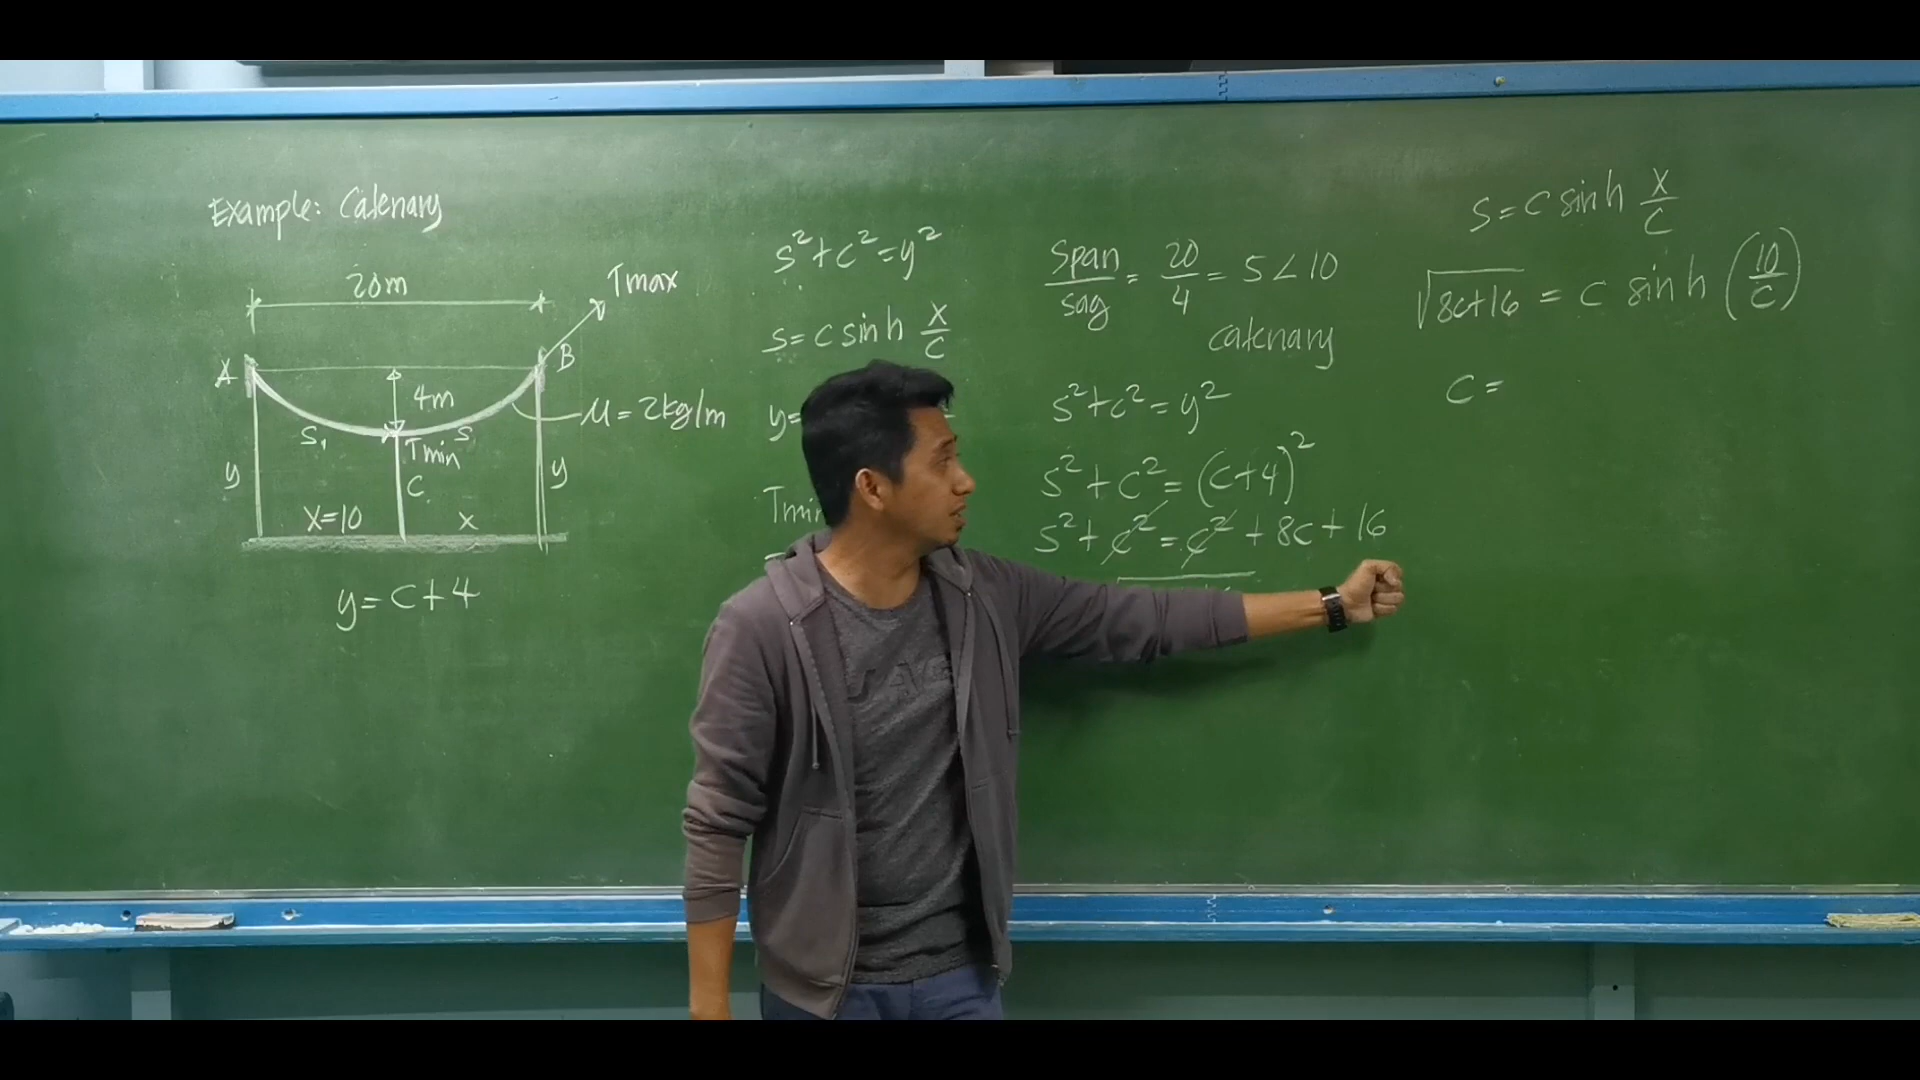 Example: Catenary
20m
Tmax
A
B
4m
μ = 2kg/m
S₁
S
Tmin
y
C
y
X=10
x
y = c+4
s²+c²=y²
s = c sinh x/c
y=
Tmin
Span/sag = 20/4 = 5 < 10
catenary
s²+c²=y²
s²+c²=(c+4)²
s²+c²=c²+8c+16
s = c sinh x/c
√8c+16 = c sinh (10/c)
c =